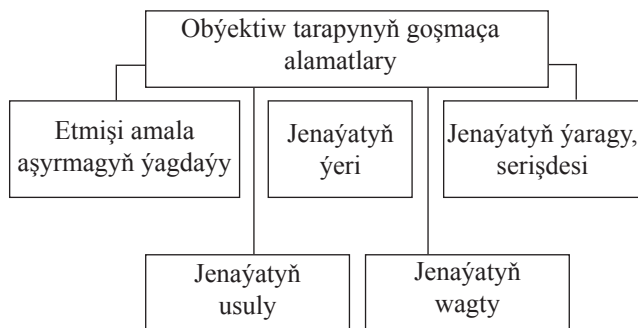 Obýektiw tarapynyň goşmaça
alamatlary
Etmişi amala
aşyrmagyň ýagdaýy
Jenaýatyň
ýeri
Jenaýatyň ýaragy,
serişdesi
Jenaýatyň
usuly
Jenaýatyň
wagty